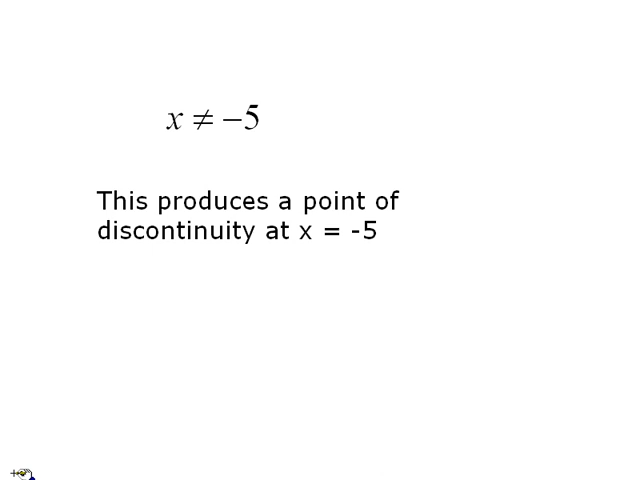 x ≠ −5
This produces a point of
discontinuity at x = -5